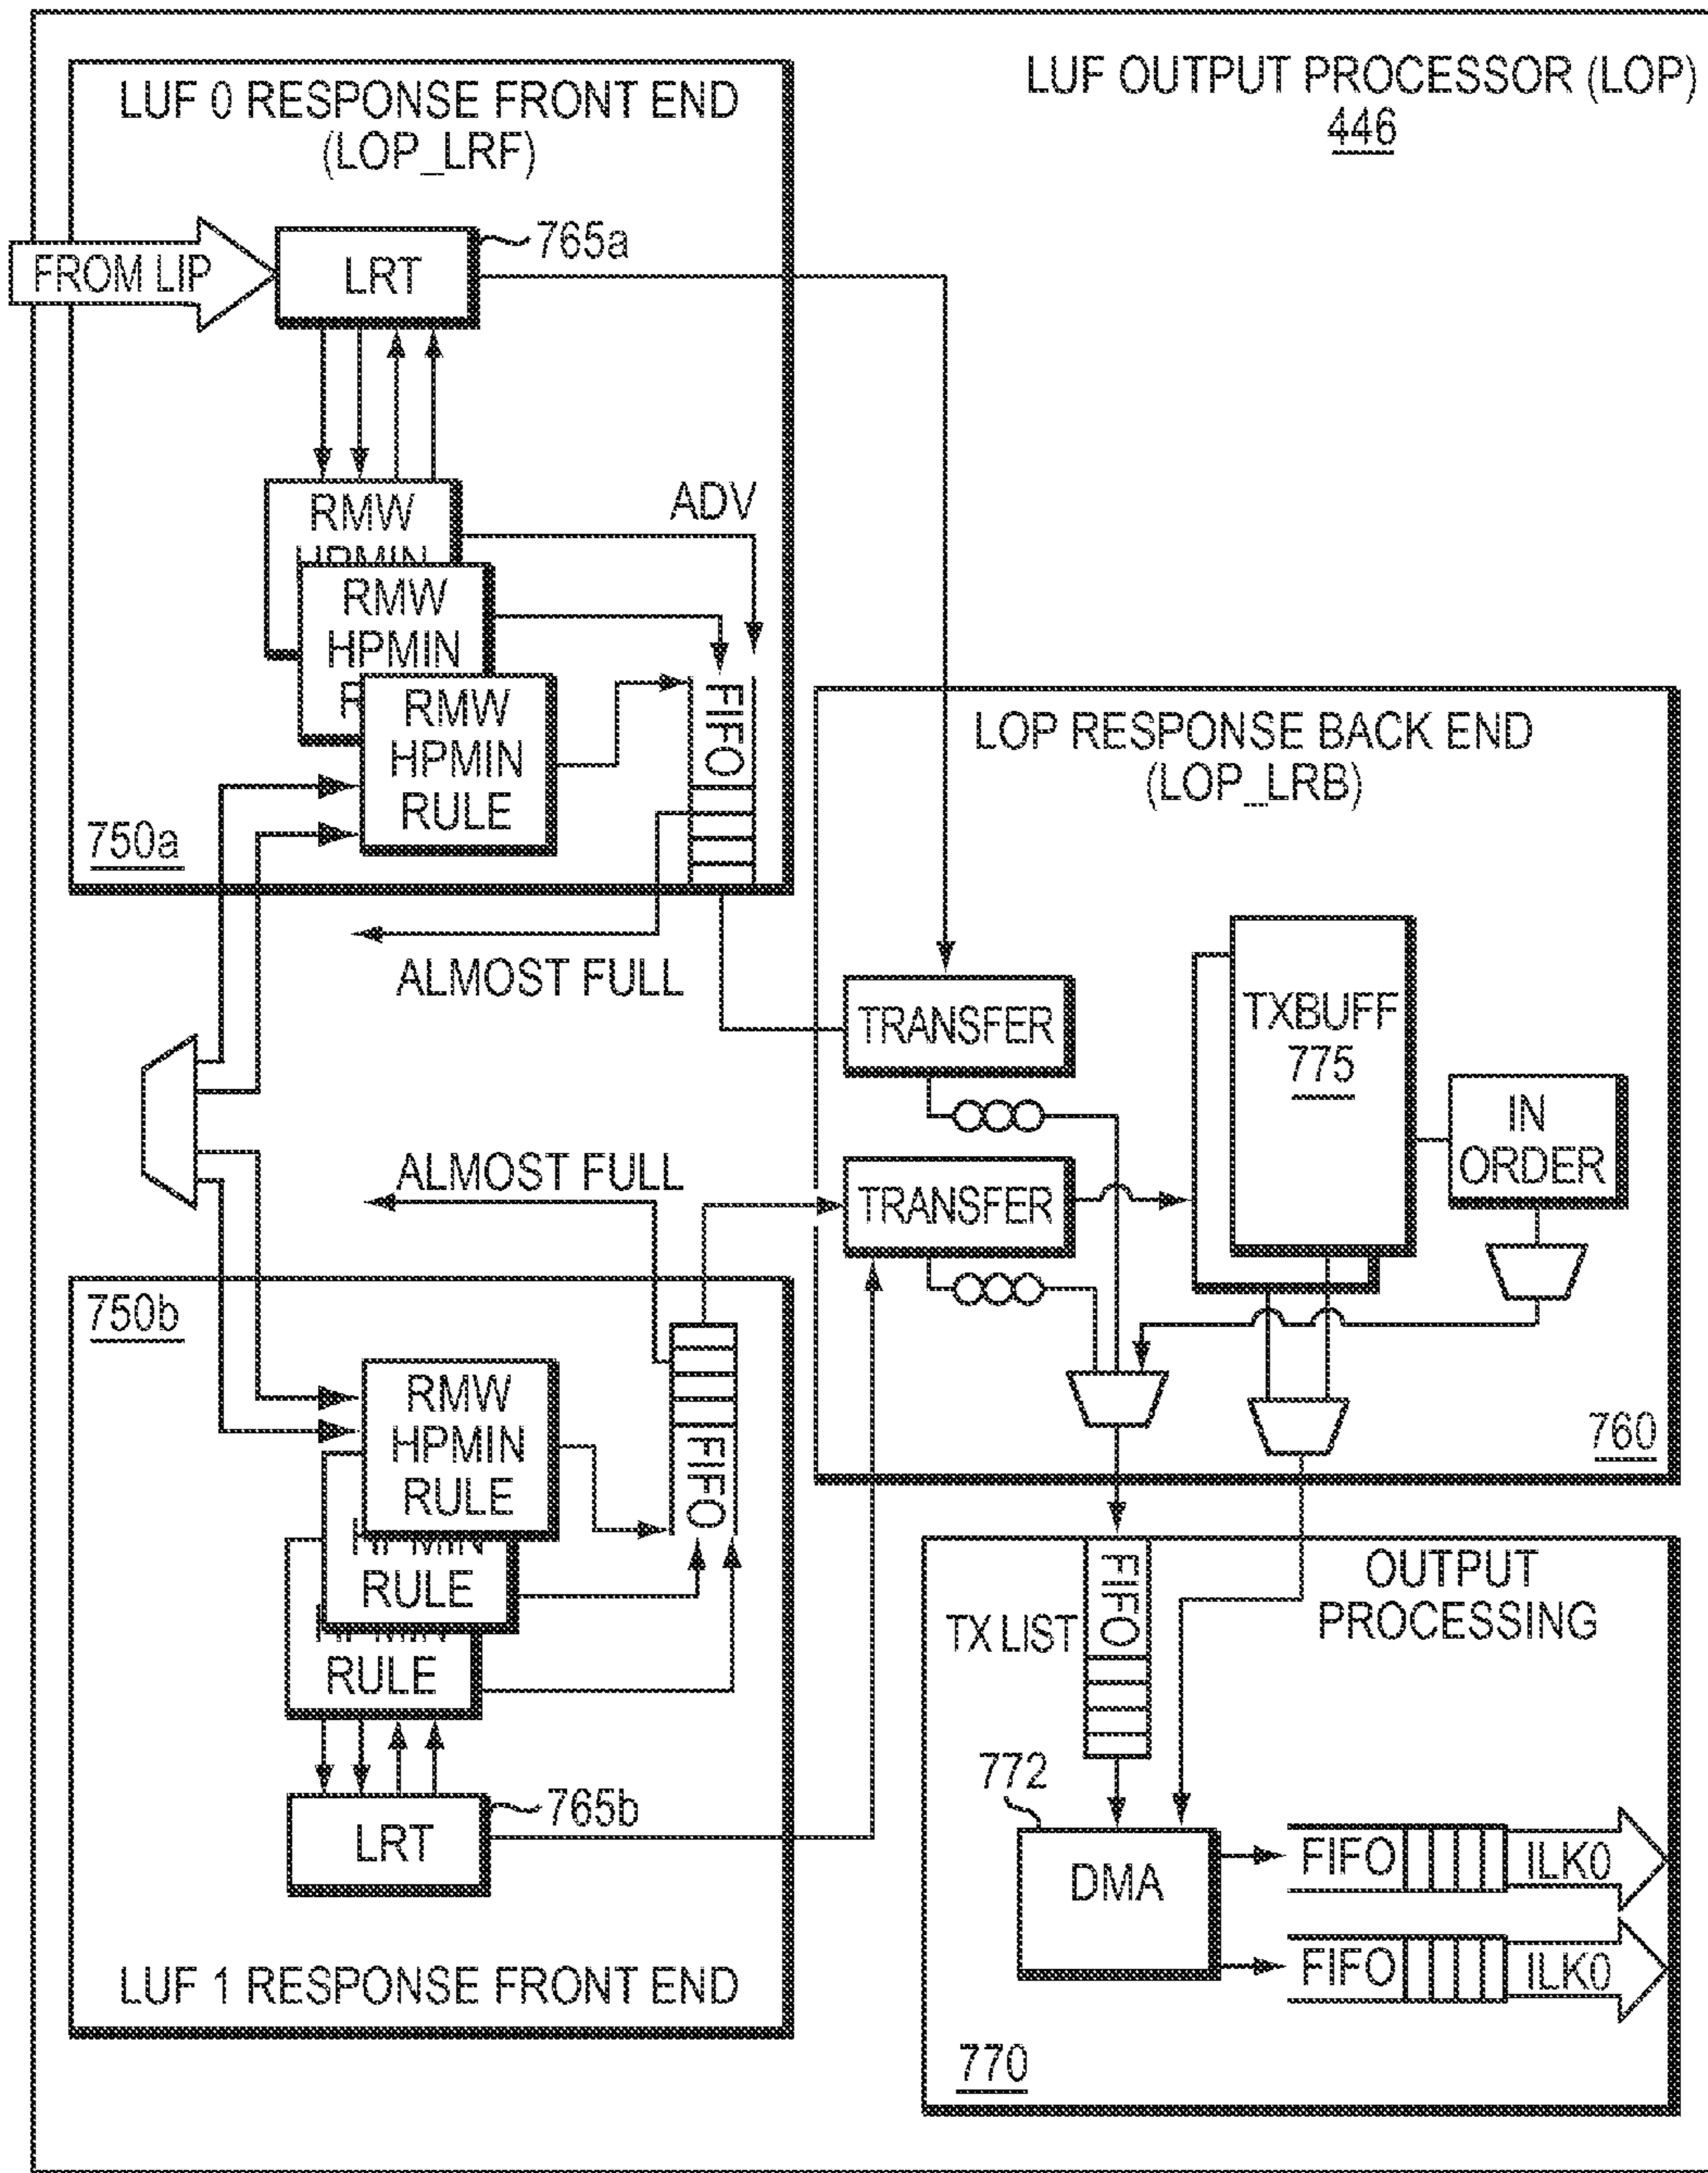 LUF OUTPUT PROCESSOR (LOP)
446
LUF 0 RESPONSE FRONT END
(LOP_LRF)
FROM LIP
LRT
765a
RMW
HPMIN
RMW
HPMIN
R
RMW
HPMIN
RULE
ADV
FIFO
750a
ALMOST FULL
LOP RESPONSE BACK END
(LOP_LRB)
TRANSFER
TXBUFF
775
IN
ORDER
ALMOST FULL
TRANSFER
760
750b
RMW
HPMIN
RULE
HPMIN
RULE
HPMIN
RULE
FIFO
LRT
765b
LUF 1 RESPONSE FRONT END
OUTPUT
PROCESSING
TX LIST
FIFO
772
DMA
FIFO
ILK0
FIFO
ILK0
770